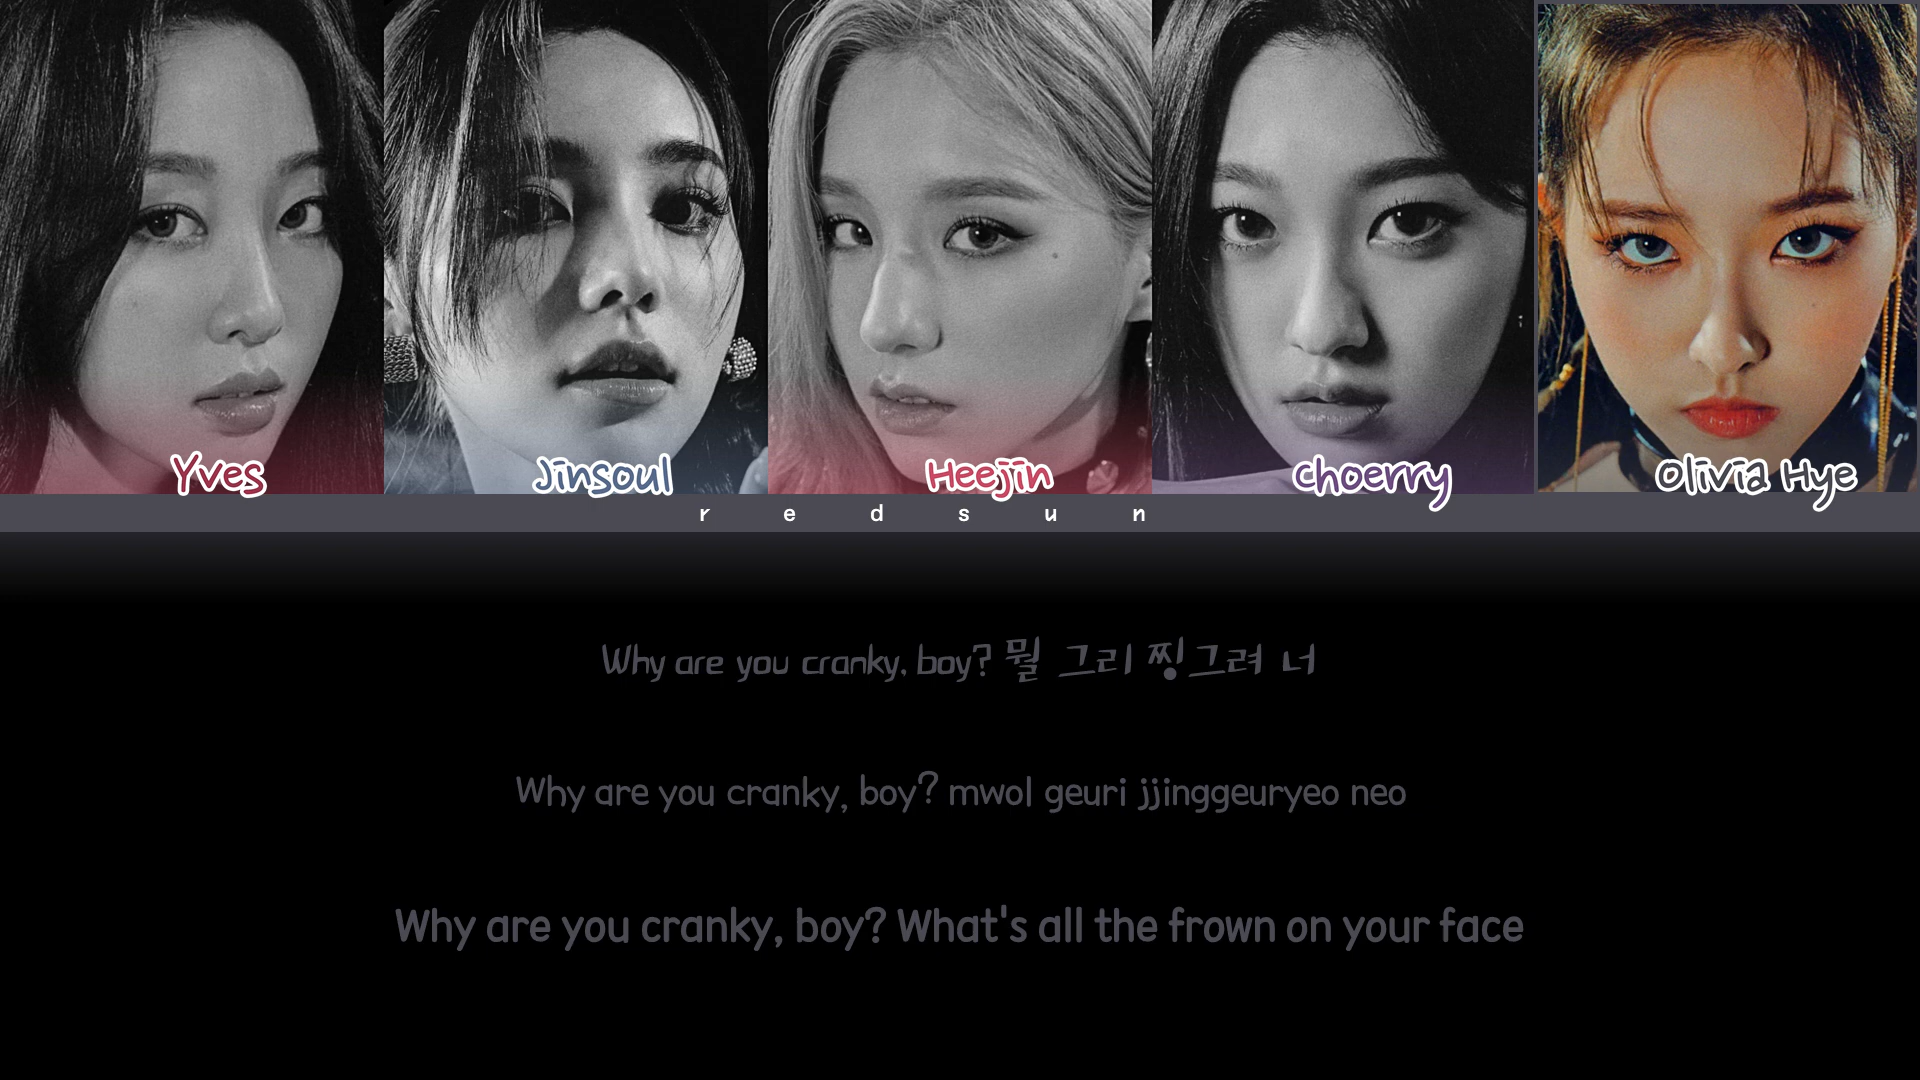 Yves
Jinsoul
Heejin
choerry
Olivia Hye
r e d s u n
Why are you cranky, boy? 뭘 그리 찡그려 너
Why are you cranky, boy? mwol geuri jjinggeuryeo neo
Why are you cranky, boy? What's all the frown on your face